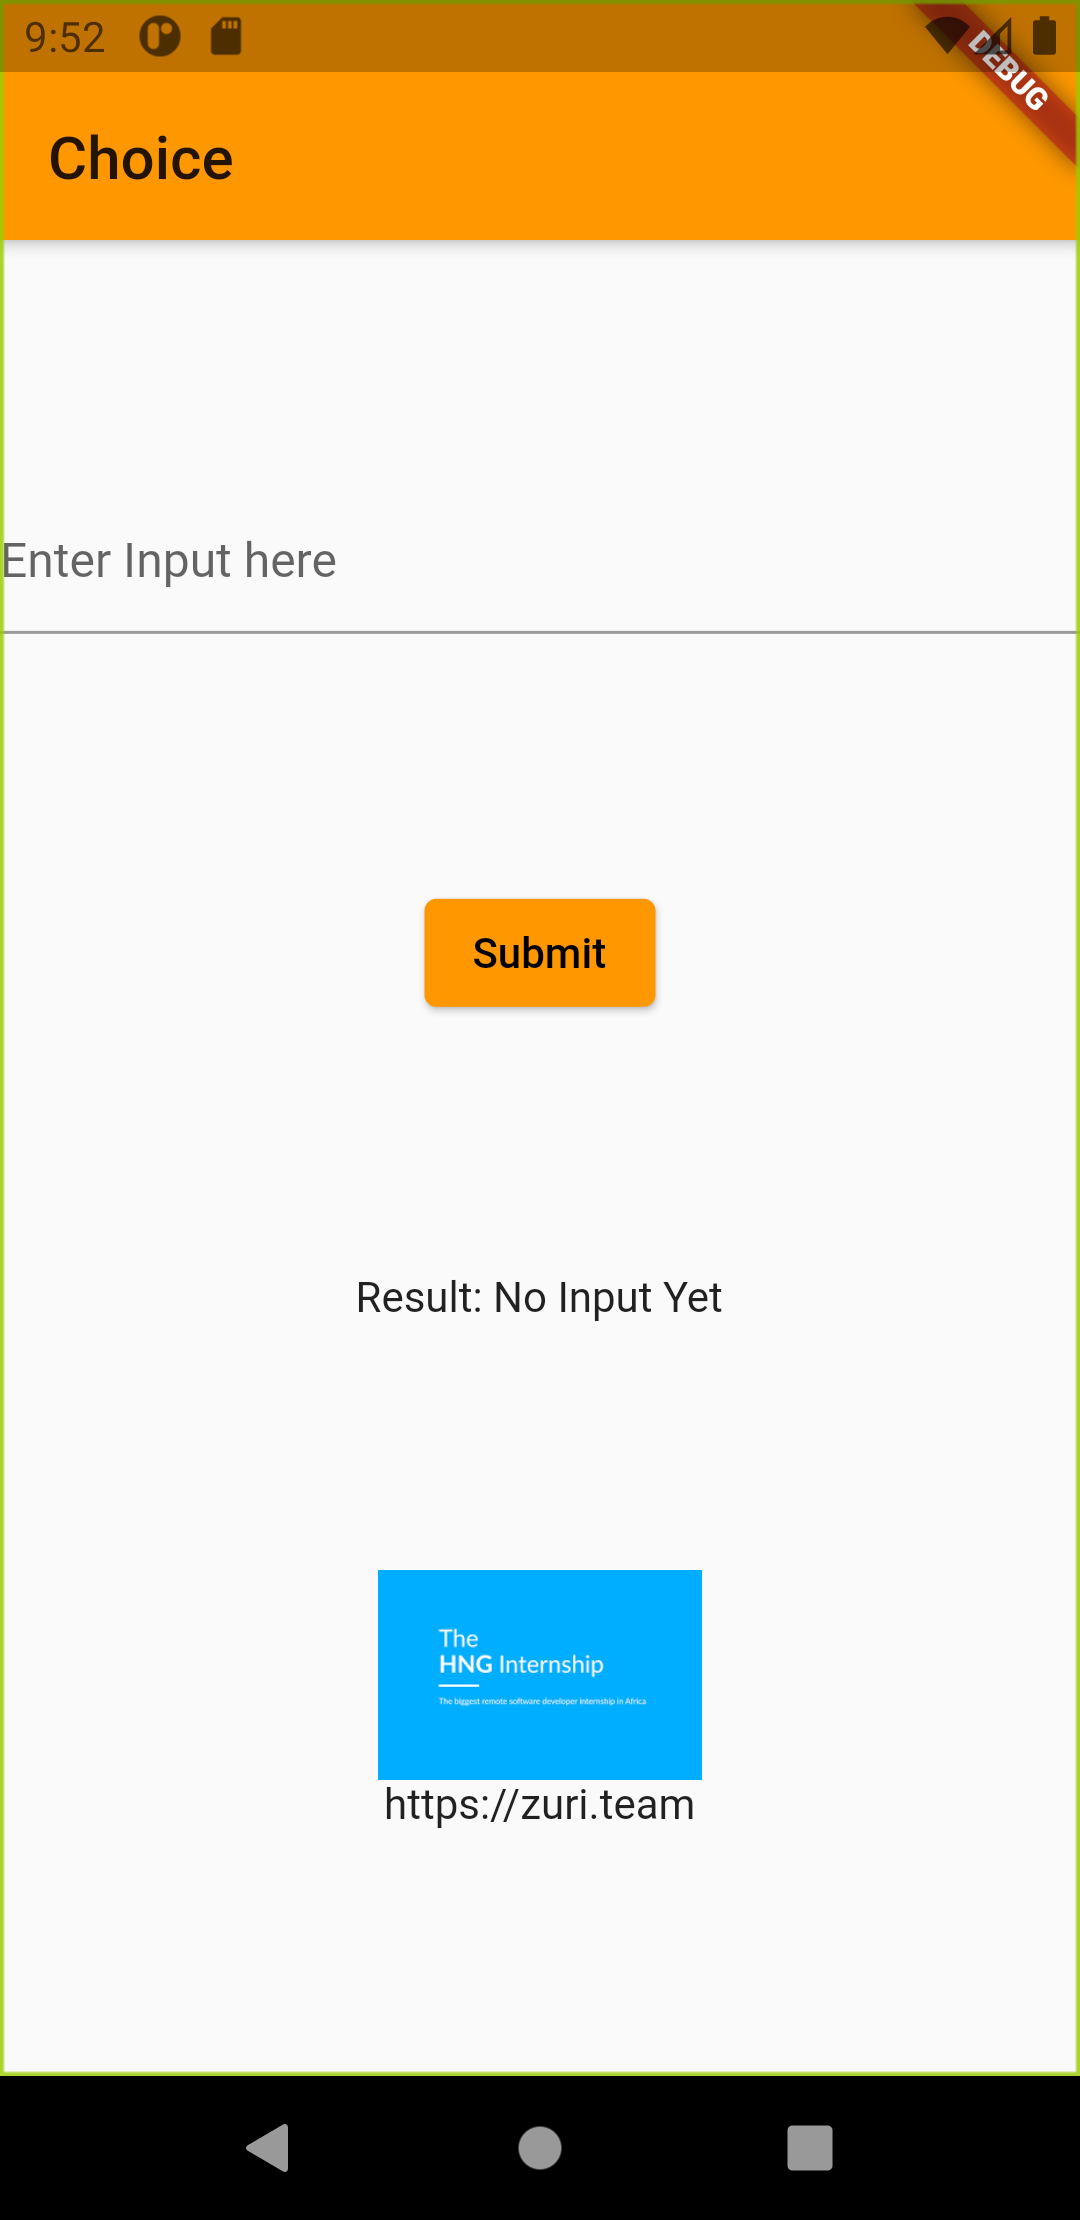 9:52
DEBUG
Choice
Enter Input here
Submit
Result: No Input Yet
The
HNG Internship
The biggest remote software developer internship in Africa
https://zuri.team